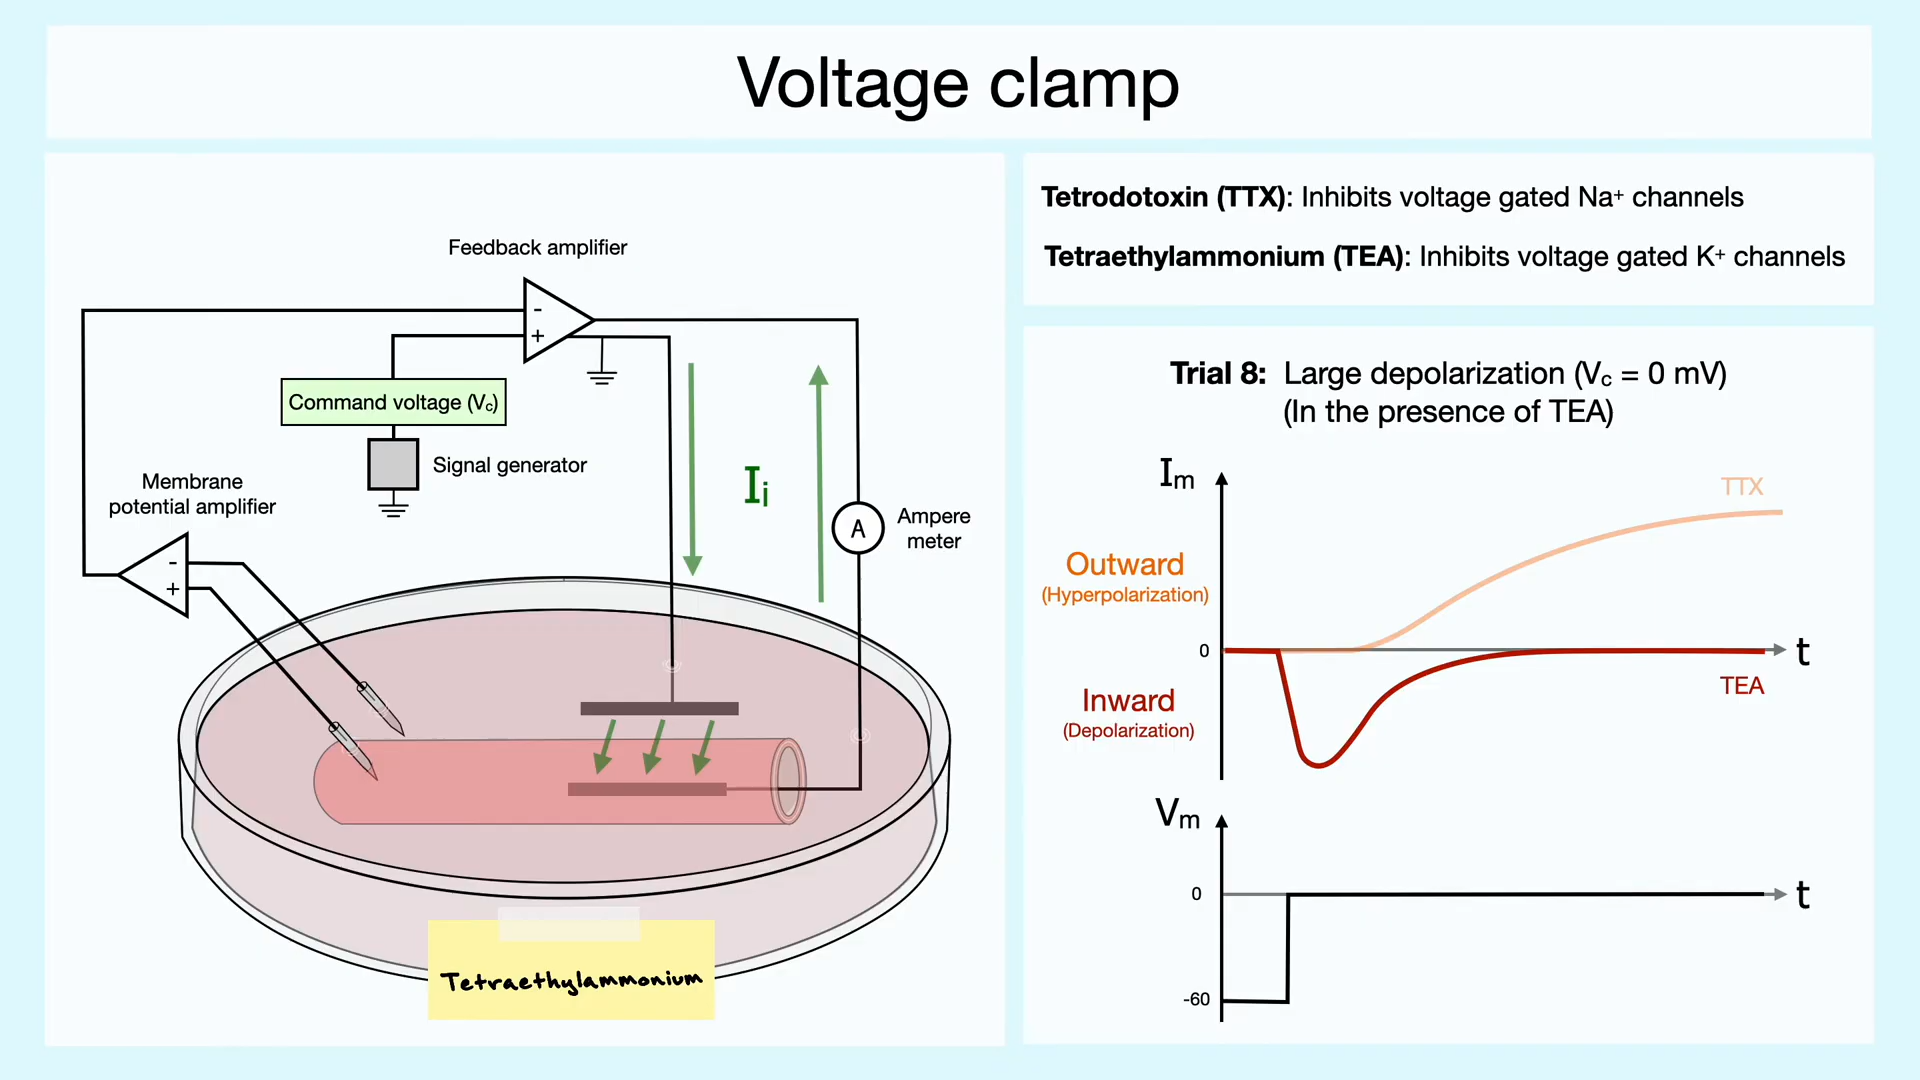 Voltage clamp
Feedback amplifier
-
+
Command voltage (Vc)
Signal generator
Membrane
potential amplifier
-
+
Ii
A
Ampere
meter
Tetraethylammonium
Tetrodotoxin (TTX): Inhibits voltage gated Na⁺ channels
Tetraethylammonium (TEA): Inhibits voltage gated K⁺ channels
Trial 8: Large depolarization (Vc = 0 mV)
(In the presence of TEA)
Im
TTX
Outward
(Hyperpolarization)
0
t
Inward
(Depolarization)
TEA
Vm
0
t
-60